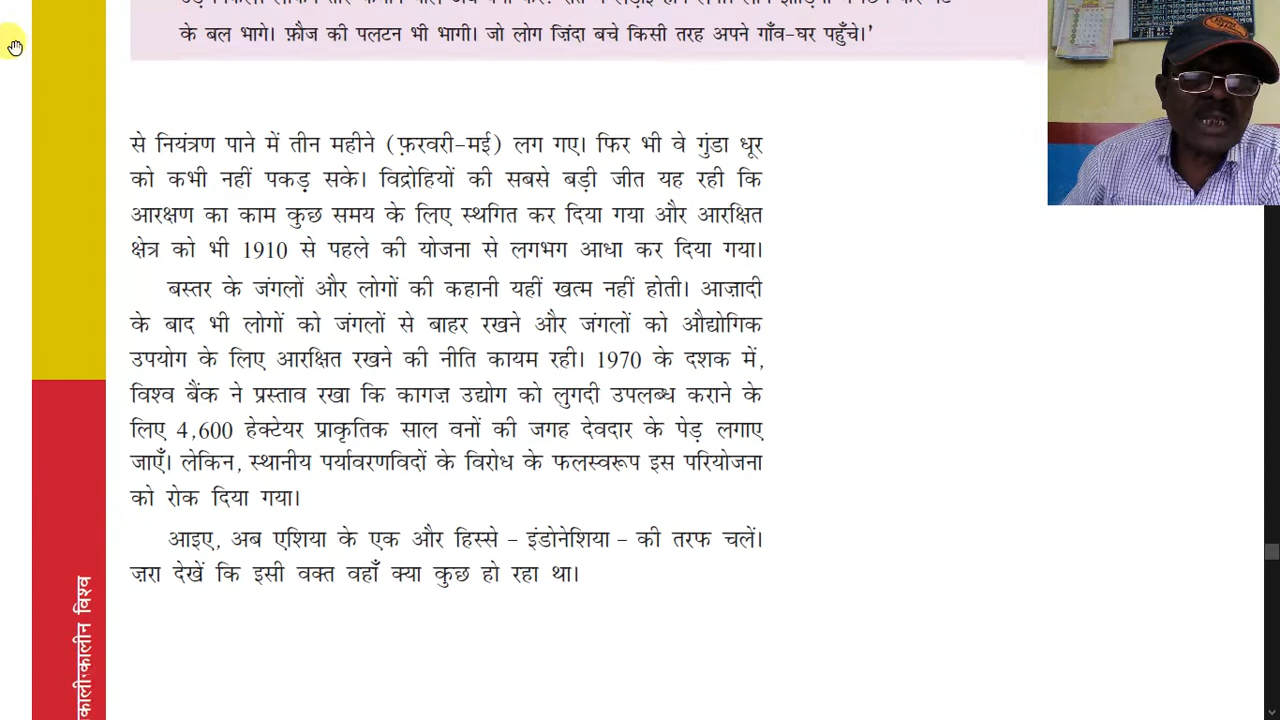 के बल भागे। फ़ौज की पलटन भी भागी। जो लोग ज़िंदा बचे किसी तरह अपने गाँव-घर पहुँचे।'
से नियंत्रण पाने में तीन महीने (फ़रवरी-मई) लग गए। फिर भी वे गुंडा धूर
को कभी नहीं पकड़ सके। विद्रोहियों की सबसे बड़ी जीत यह रही कि
आरक्षण का काम कुछ समय के लिए स्थगित कर दिया गया और आरक्षित
क्षेत्र को भी 1910 से पहले की योजना से लगभग आधा कर दिया गया।
बस्तर के जंगलों और लोगों की कहानी यहीं खत्म नहीं होती। आज़ादी
के बाद भी लोगों को जंगलों से बाहर रखने और जंगलों को औद्योगिक
उपयोग के लिए आरक्षित रखने की नीति कायम रही। 1970 के दशक में,
विश्व बैंक ने प्रस्ताव रखा कि कागज़ उद्योग को लुगदी उपलब्ध कराने के
लिए 4,600 हेक्टेयर प्राकृतिक साल वनों की जगह देवदार के पेड़ लगाए
जाएँ। लेकिन, स्थानीय पर्यावरणविदों के विरोध के फलस्वरूप इस परियोजना
को रोक दिया गया।
आइए, अब एशिया के एक और हिस्से – इंडोनेशिया – की तरफ चलें।
ज़रा देखें कि इसी वक्त वहाँ क्या कुछ हो रहा था।
विश्व